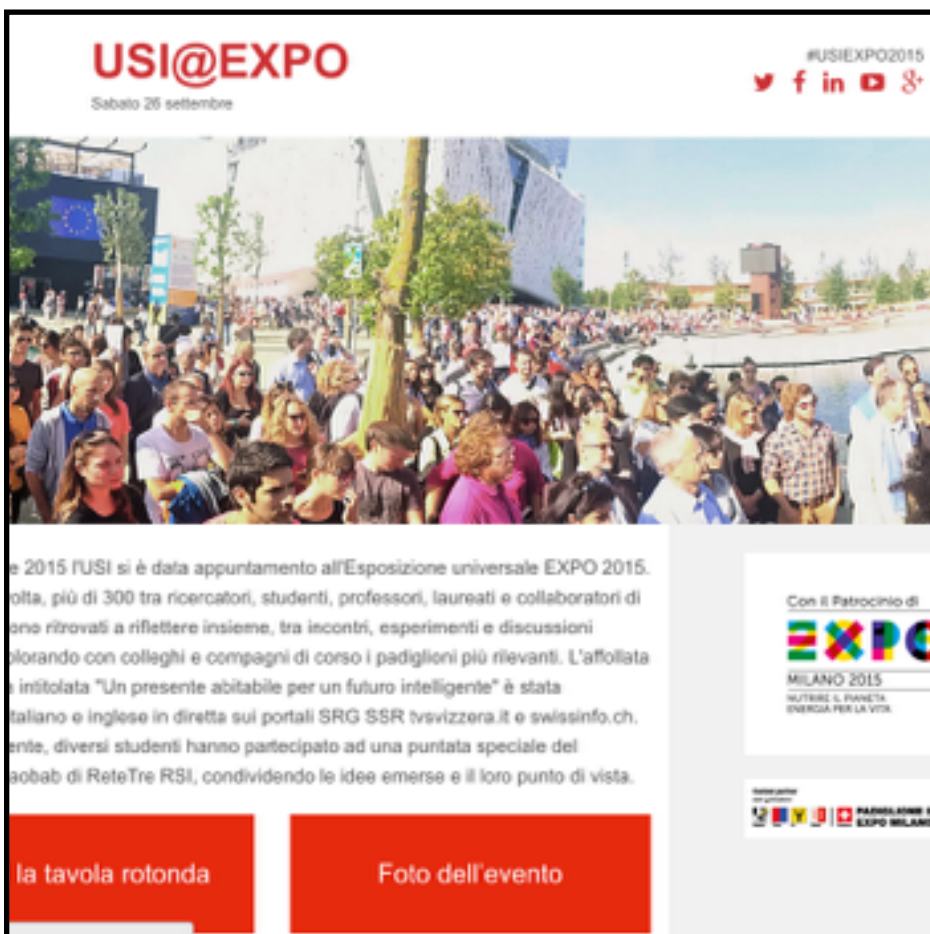 USI@EXPO
Sabato 26 settembre
#USIEXPO2015
e 2015 l'USI si è data appuntamento all'Esposizione universale EXPO 2015.
volta, più di 300 tra ricercatori, studenti, professori, laureati e collaboratori di
ono ritrovati a riflettere insieme, tra incontri, esperimenti e discussioni
plorando con colleghi e compagni di corso i padiglioni più rilevanti. L'affollata
a intitolata "Un presente abitabile per un futuro intelligente" è stata
italiano e inglese in diretta sui portali SRG SSR tvsvizzera.it e swissinfo.ch.
ente, diversi studenti hanno partecipato ad una puntata speciale del
aobab di ReteTre RSI, condividendo le idee emerse e il loro punto di vista.
la tavola rotonda
Foto dell'evento
Con il Patrocinio di
EXPO
MILANO 2015
NUTRIRE IL PIANETA
ENERGIA PER LA VITA
PADIGLIONE
EXPO MILANO